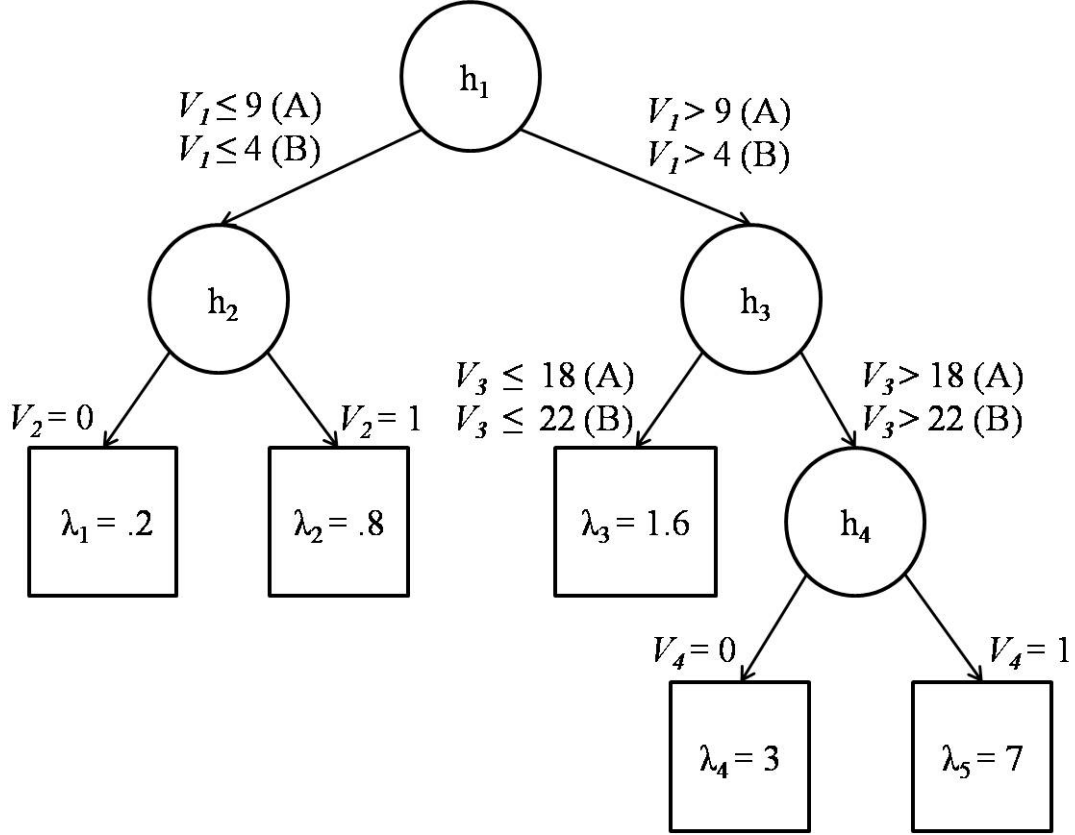 h₁
V₁ ≤ 9 (A)
V₁ ≤ 4 (B)
V₁ > 9 (A)
V₁ > 4 (B)
h₂
h₃
V₂ = 0
V₂ = 1
V₃ ≤ 18 (A)
V₃ ≤ 22 (B)
V₃ > 18 (A)
V₃ > 22 (B)
λ₁ = .2
λ₂ = .8
λ₃ = 1.6
h₄
V₄ = 0
V₄ = 1
λ₄ = 3
λ₅ = 7